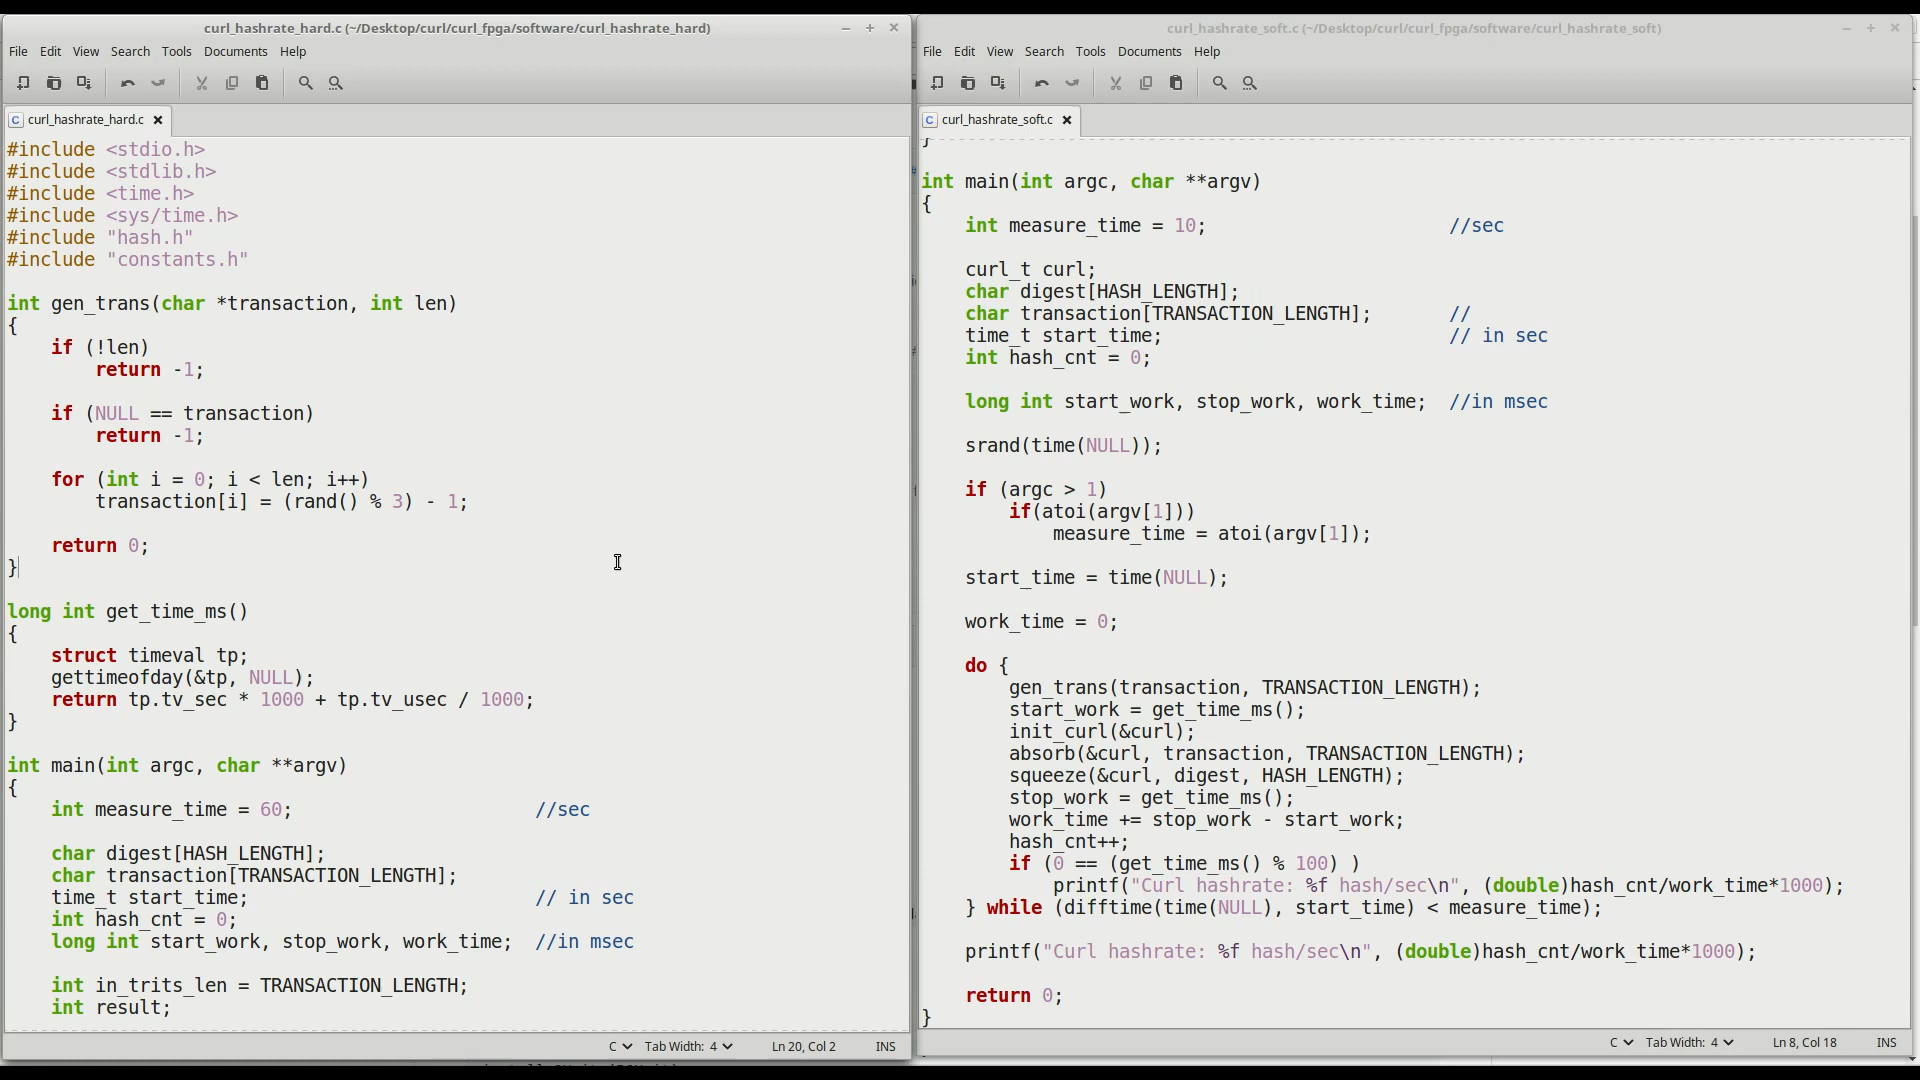 curl_hashrate_hard.c (~/Desktop/curl/curl_fpga/software/curl_hashrate_hard)
File Edit View Search Tools Documents Help
curl_hashrate_hard.c
#include <stdio.h>
#include <stdlib.h>
#include <time.h>
#include <sys/time.h>
#include "hash.h"
#include "constants.h"
int gen_trans(char *transaction, int len)
{
    if (!len)
        return -1;
    if (NULL == transaction)
        return -1;
    for (int i = 0; i < len; i++)
        transaction[i] = (rand() % 3) - 1;
    return 0;
}
long int get_time_ms()
{
    struct timeval tp;
    gettimeofday(&tp, NULL);
    return tp.tv_sec * 1000 + tp.tv_usec / 1000;
}
int main(int argc, char **argv)
{
    int measure_time = 60; //sec
    char digest[HASH_LENGTH];
    char transaction[TRANSACTION_LENGTH];
    time_t start_time; // in sec
    int hash_cnt = 0;
    long int start_work, stop_work, work_time; //in msec
    int in_trits_len = TRANSACTION_LENGTH;
    int result;
C Tab Width: 4 Ln 20, Col 2 INS
curl_hashrate_soft.c (~/Desktop/curl/curl_fpga/software/curl_hashrate_soft)
File Edit View Search Tools Documents Help
curl_hashrate_soft.c
}
int main(int argc, char **argv)
{
    int measure_time = 10; //sec
    curl_t curl;
    char digest[HASH_LENGTH];
    char transaction[TRANSACTION_LENGTH]; //
    time_t start_time; // in sec
    int hash_cnt = 0;
    long int start_work, stop_work, work_time; //in msec
    srand(time(NULL));
    if (argc > 1)
        if(atoi(argv[1]))
            measure_time = atoi(argv[1]);
    start_time = time(NULL);
    work_time = 0;
    do {
        gen_trans(transaction, TRANSACTION_LENGTH);
        start_work = get_time_ms();
        init_curl(&curl);
        absorb(&curl, transaction, TRANSACTION_LENGTH);
        squeeze(&curl, digest, HASH_LENGTH);
        stop_work = get_time_ms();
        work_time += stop_work - start_work;
        hash_cnt++;
        if (0 == (get_time_ms() % 100) )
            printf("Curl hashrate: %f hash/sec\n", (double)hash_cnt/work_time*1000);
    } while (difftime(time(NULL), start_time) < measure_time);
    printf("Curl hashrate: %f hash/sec\n", (double)hash_cnt/work_time*1000);
    return 0;
}
C Tab Width: 4 Ln 8, Col 18 INS